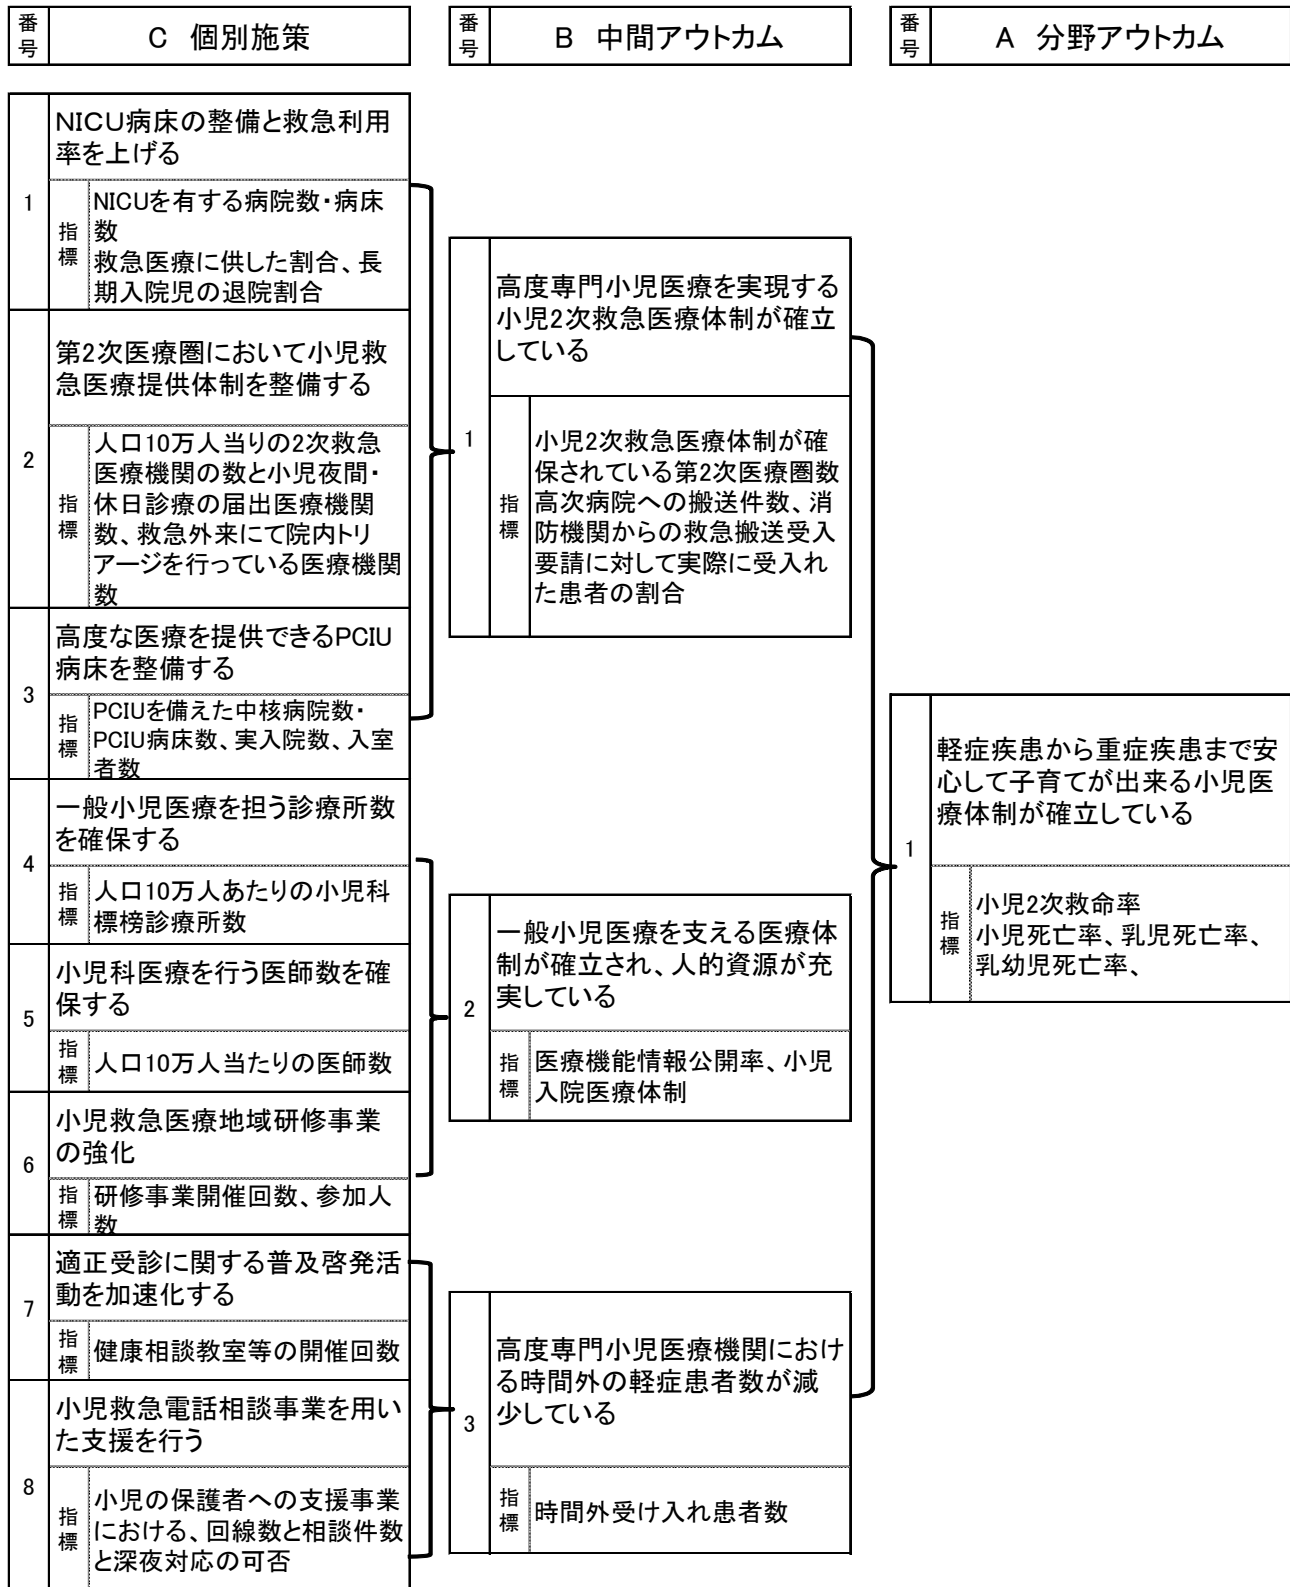 番号
C 個別施策
番号
B 中間アウトカム
番号
A 分野アウトカム
1
NICU病床の整備と救急利用
率を上げる
指標
NICUを有する病院数・病床
数
救急医療に供した割合、長
期入院児の退院割合
2
第2次医療圏において小児救
急医療提供体制を整備する
指標
人口10万人当りの2次救急
医療機関の数と小児夜間・
休日診療の届出医療機関
数、救急外来にて院内トリ
アージを行っている医療機関
数
3
高度な医療を提供できるPCIU
病床を整備する
指標
PCIUを備えた中核病院数・
PCIU病床数、実入院数、入室
者数
4
一般小児医療を担う診療所数
を確保する
指標
人口10万人あたりの小児科
標榜診療所数
5
小児科医療を行う医師数を確
保する
指標
人口10万人当たりの医師数
6
小児救急医療地域研修事業
の強化
指標
研修事業開催回数、参加人
数
7
適正受診に関する普及啓発活
動を加速化する
指標
健康相談教室等の開催回数
8
小児救急電話相談事業を用い
た支援を行う
指標
小児の保護者への支援事業
における、回線数と相談件数
と深夜対応の可否
1
高度専門小児医療を実現する
小児2次救急医療体制が確立
している
指標
小児2次救急医療体制が確
保されている第2次医療圏数
高次病院への搬送件数、消
防機関からの救急搬送受入
要請に対して実際に受入れ
た患者の割合
2
一般小児医療を支える医療体
制が確立され、人的資源が充
実している
指標
医療機能情報公開率、小児
入院医療体制
3
高度専門小児医療機関におけ
る時間外の軽症患者数が減
少している
指標
時間外受け入れ患者数
1
軽症疾患から重症疾患まで安
心して子育てが出来る小児医
療体制が確立している
指標
小児2次救命率
小児死亡率、乳児死亡率、
乳幼児死亡率、